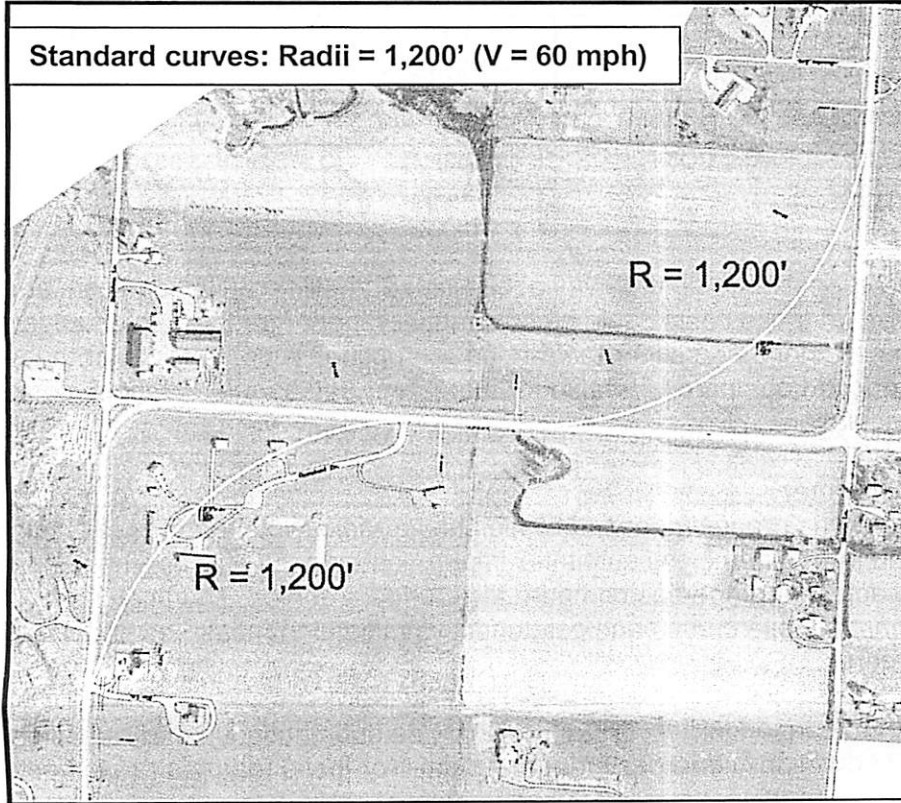 Standard curves: Radii = 1,200' (V = 60 mph)
R = 1,200'
R = 1,200'